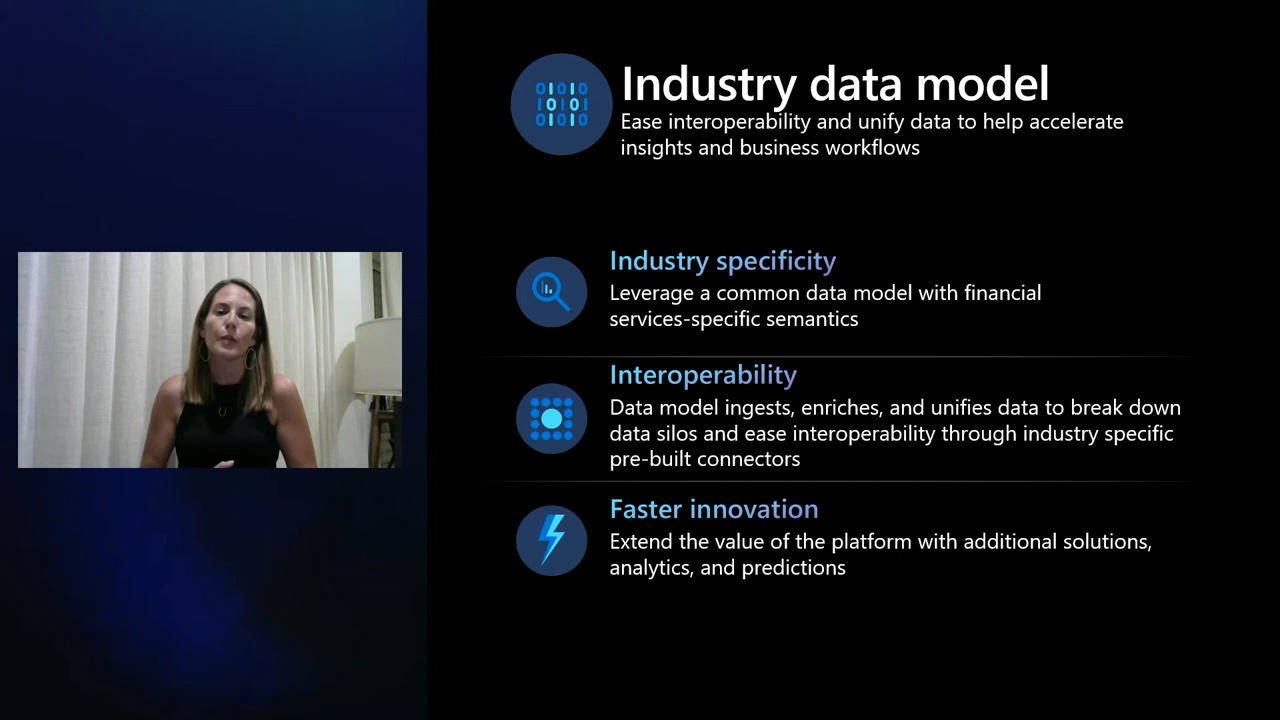 Industry data model
Ease interoperability and unify data to help accelerate
insights and business workflows
Industry specificity
Leverage a common data model with financial
services-specific semantics
Interoperability
Data model ingests, enriches, and unifies data to break down
data silos and ease interoperability through industry specific
pre-built connectors
Faster innovation
Extend the value of the platform with additional solutions,
analytics, and predictions